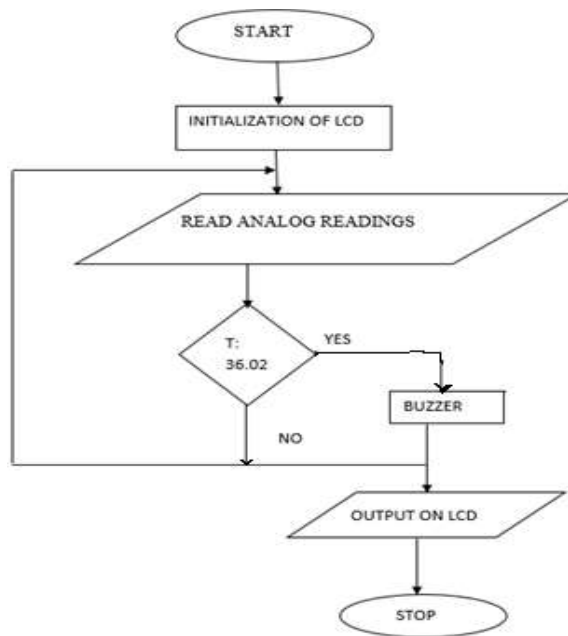 START
INITIALIZATION OF LCD
READ ANALOG READINGS
T:
36.02
YES
BUZZER
NO
OUTPUT ON LCD
STOP